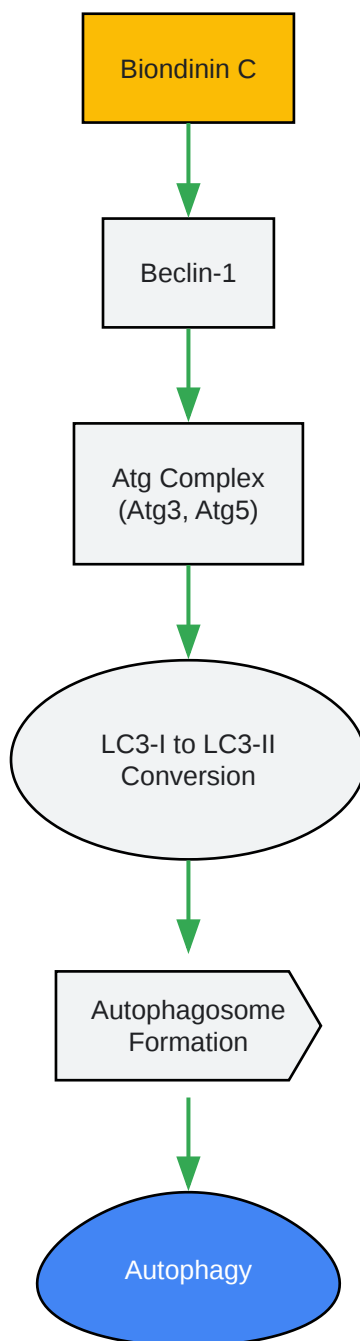 Biondinin C
Beclin-1
Atg Complex
(Atg3, Atg5)
LC3-I to LC3-II
Conversion
Autophagosome
Formation
Autophagy